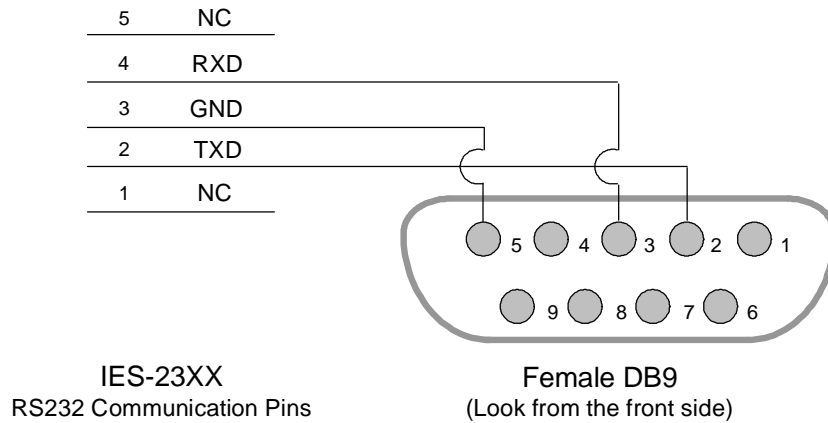 5 NC
4 RXD
3 GND
2 TXD
1 NC
5 4 3 2 1
9 8 7 6
IES-23XX
RS232 Communication Pins
Female DB9
(Look from the front side)